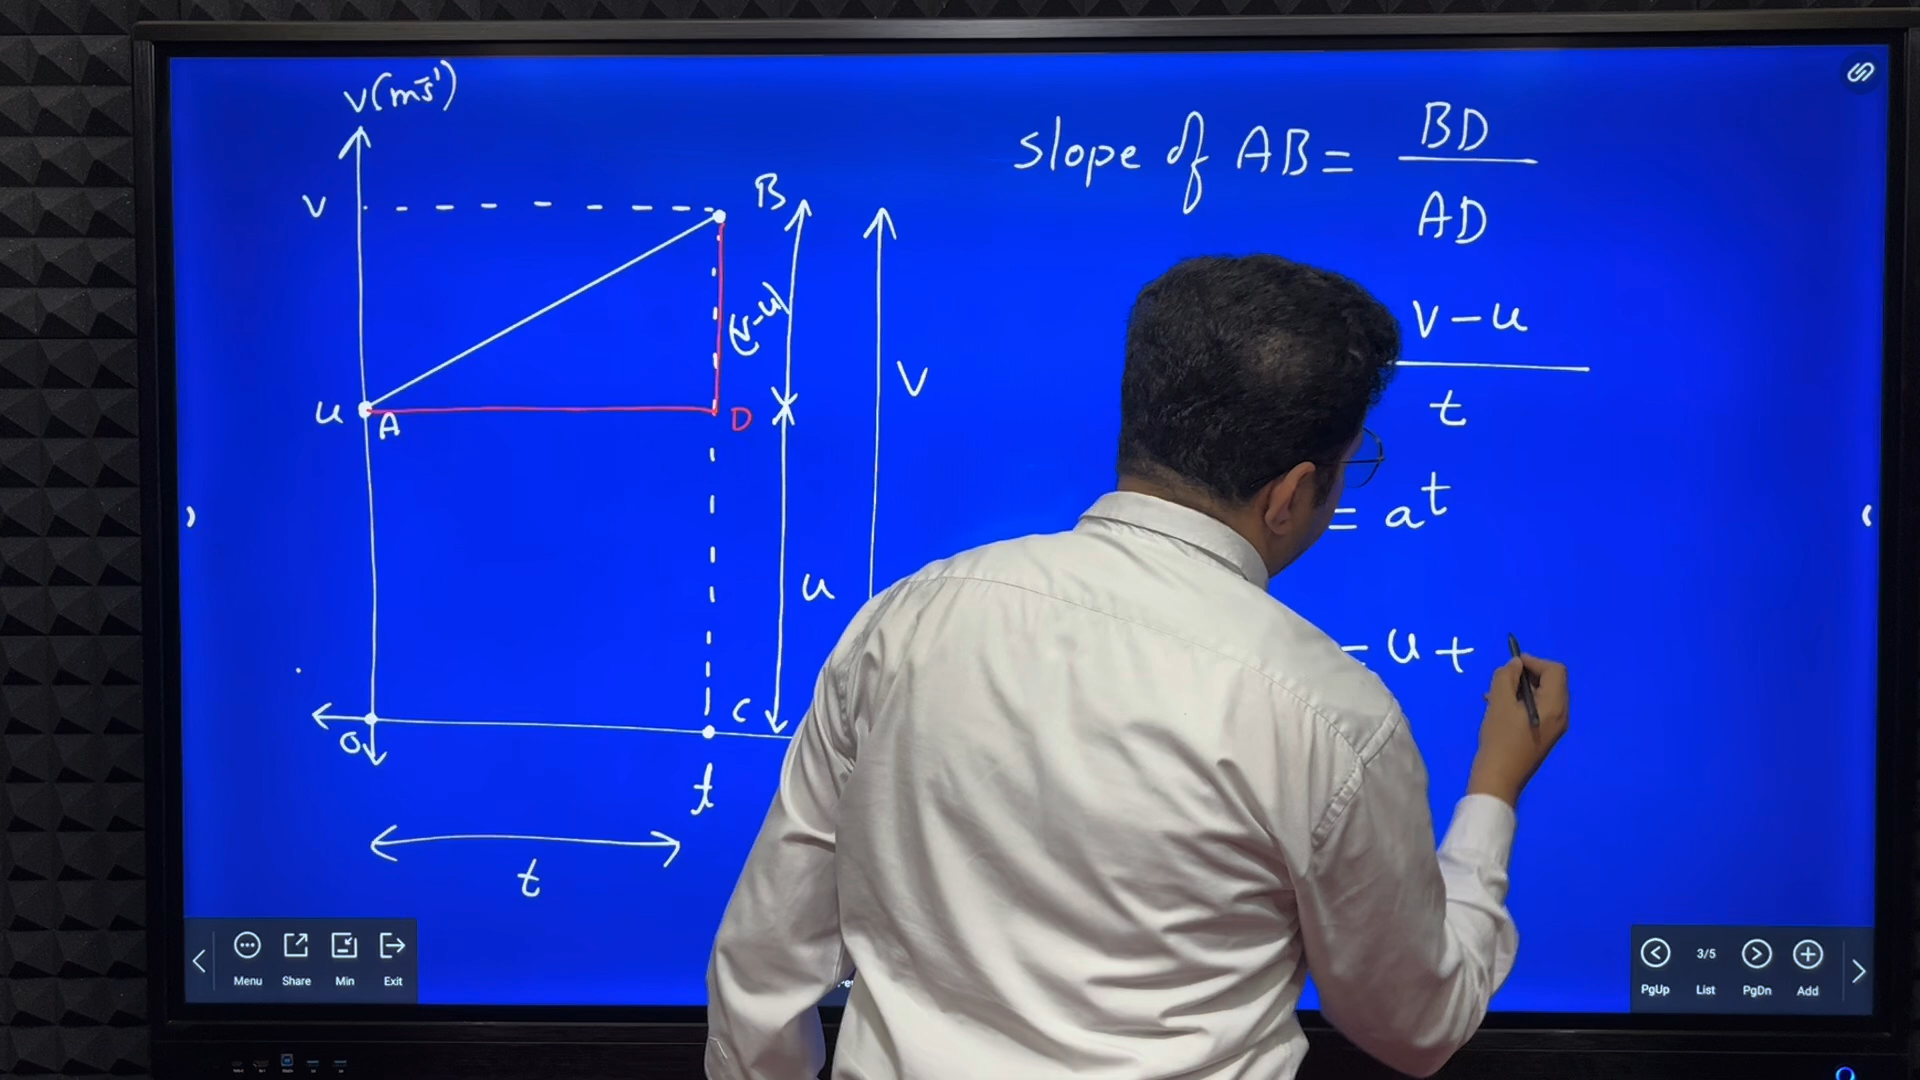 v(ms⁻¹)
v
B
(v-u)
v
u
A
D
u
C
O
t
t
slope of AB = BD
AD
v-u
t
= at
= u +
Menu
Share
Min
Exit
3/5
PgUp
List
PgDn
Add